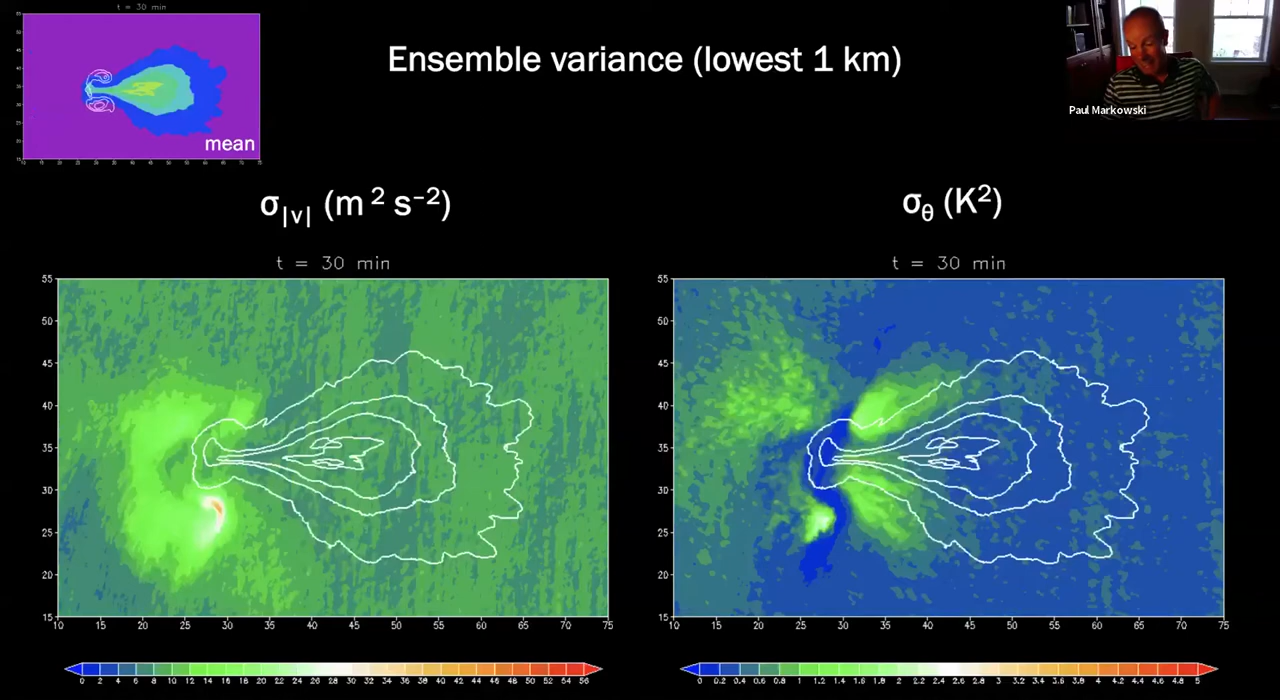 t = 30 min
Ensemble variance (lowest 1 km)
Paul Markowski
mean
σ|v| (m 2 s−2)
σθ (K2)
t = 30 min
t = 30 min
55
50
45
40
35
30
25
20
15
10 15 20 25 30 35 40 45 50 55 60 65 70 75
55
50
45
40
35
30
25
20
15
10 15 20 25 30 35 40 45 50 55 60 65 70 75
0 2 4 6 8 10 12 14 16 18 20 22 24 26 28 30 32 34 36 38 40 42 44 46 48 50 52 54 56
0 0.2 0.4 0.6 0.8 1 1.2 1.4 1.6 1.8 2 2.2 2.4 2.6 2.8 3 3.2 3.4 3.6 3.8 4 4.2 4.4 4.6 4.8 5